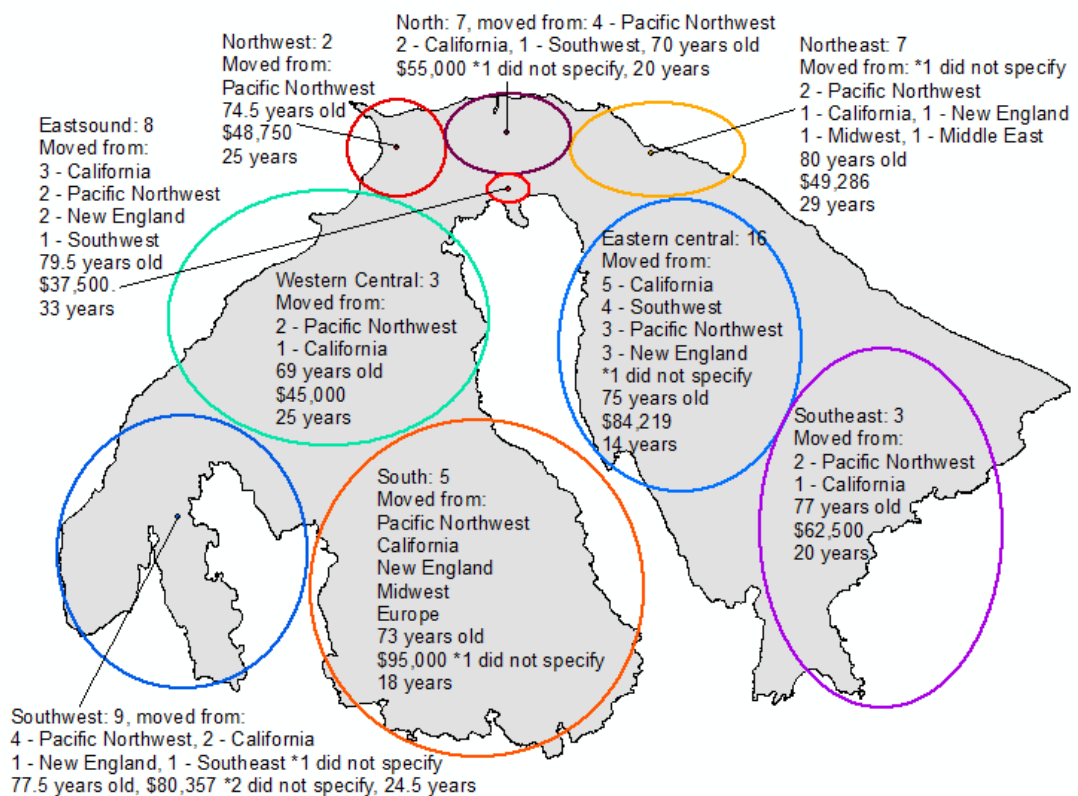 North: 7, moved from: 4 - Pacific Northwest
2 - California, 1 - Southwest, 70 years old
$55,000 *1 did not specify, 20 years
Northwest: 2
Moved from:
Pacific Northwest
74.5 years old
$48,750
25 years
Northeast: 7
Moved from: *1 did not specify
2 - Pacific Northwest
1 - California, 1 - New England
1 - Midwest, 1 - Middle East
80 years old
$49,286
29 years
Eastsound: 8
Moved from:
3 - California
2 - Pacific Northwest
2 - New England
1 - Southwest
79.5 years old
$37,500
33 years
Western Central: 3
Moved from:
2 - Pacific Northwest
1 - California
69 years old
$45,000
25 years
Eastern central: 16
Moved from:
5 - California
4 - Southwest
3 - Pacific Northwest
3 - New England
*1 did not specify
75 years old
$84,219
14 years
Southeast: 3
Moved from:
2 - Pacific Northwest
1 - California
77 years old
$62,500
20 years
South: 5
Moved from:
Pacific Northwest
California
New England
Midwest
Europe
73 years old
$95,000 *1 did not specify
18 years
Southwest: 9, moved from:
4 - Pacific Northwest, 2 - California
1 - New England, 1 - Southeast *1 did not specify
77.5 years old, $80,357 *2 did not specify, 24.5 years